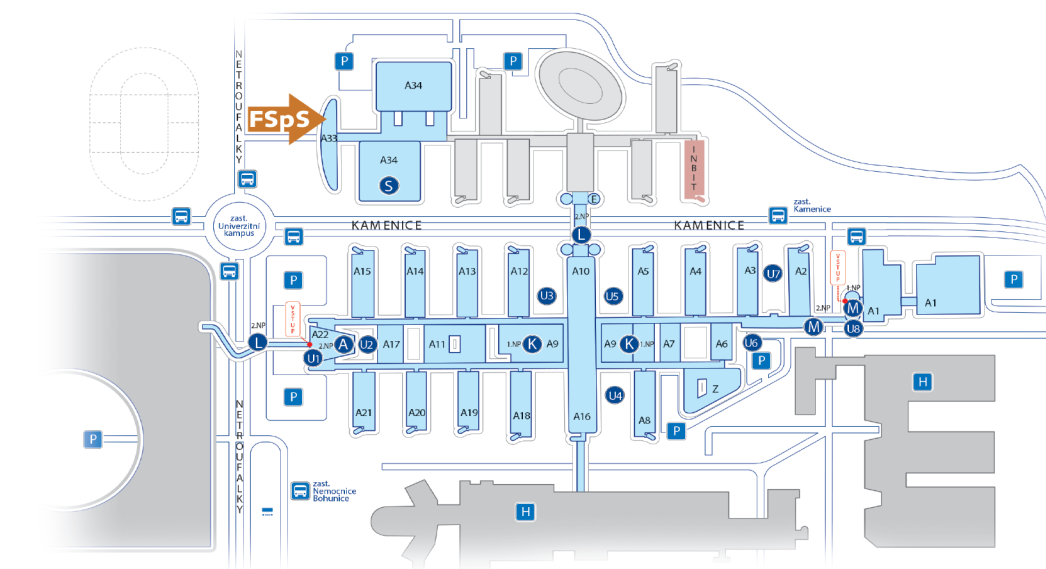 NETROUFALKY
P
P
A34
FSpS
A33
A34
S
INBIT
E
2.NP
L
zast.
Univerzitní
kampus
KAMENICE
KAMENICE
zast.
Kamenice
VSTUP
1.NP
M
A1
A1
P
P
A15
A14
A13
A12
A10
A5
A4
A3
U7
A2
U3
U5
2.NP
M
U8
VSTUP
2.NP
L
A22
2.NP
A
U1
U2
A17
A11
1.NP
K
A9
A9
K
1.NP
A7
A6
U6
P
Z
H
P
A21
A20
A19
A18
A16
U4
A8
P
P
NETROUFALKY
zast.
Nemocnice
Bohunice
H